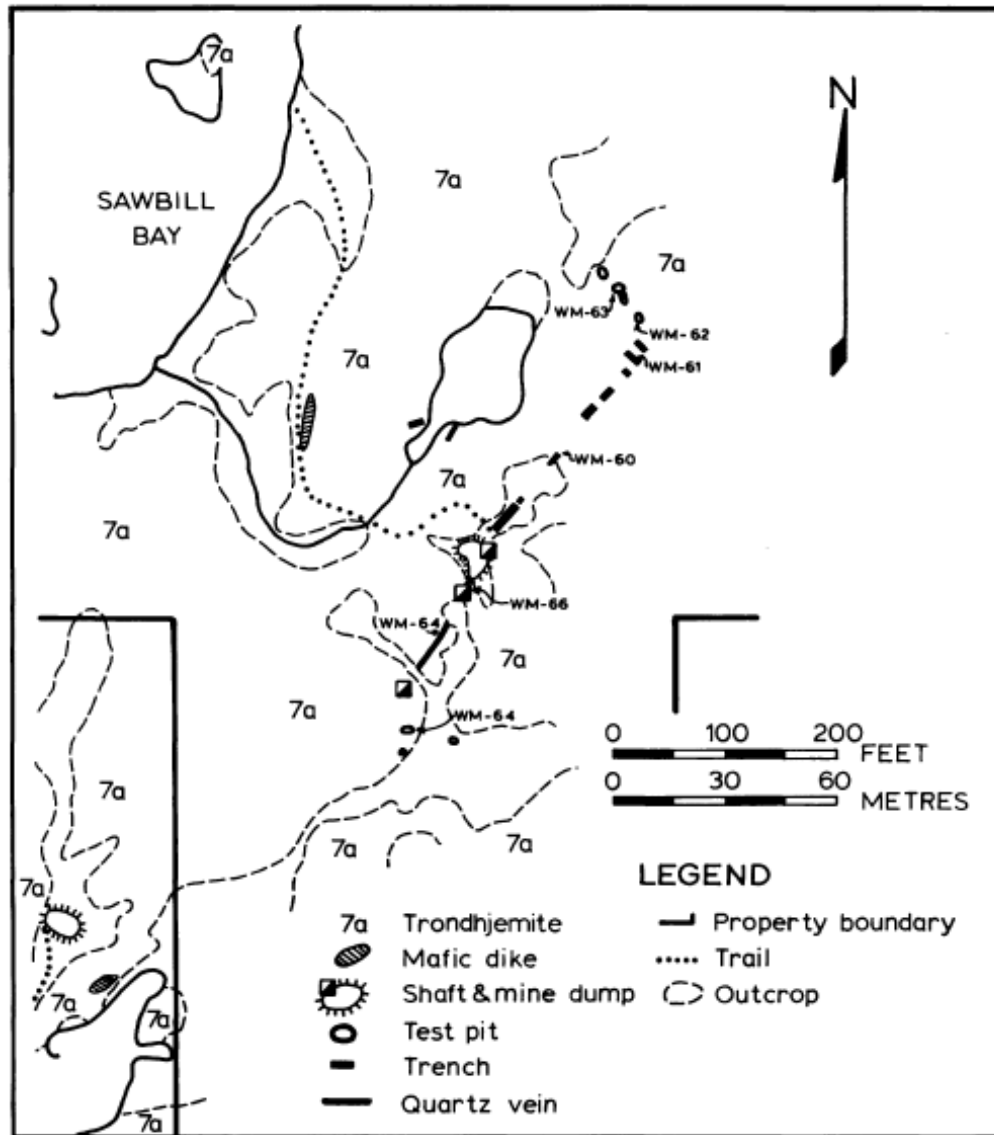 7a
N
7a
SAWBILL
BAY
7a
WM-63
WM-62
7a
WM-61
7a
WM-60
7a
WM-66
WM-64
7a
7a
WM-64
0 100 200
FEET
7a
0 30 60
METRES
7a
7a
7a
LEGEND
7a Trondhjemite
Mafic dike
Shaft & mine dump
Test pit
Trench
Quartz vein
Property boundary
Trail
Outcrop
7a
7a
7a